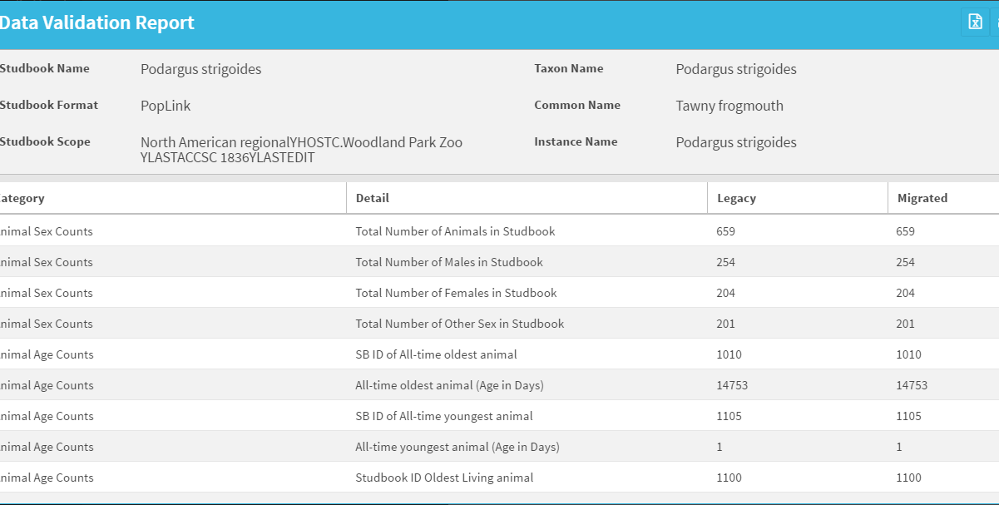 Data Validation Report
Studbook Name Podargus strigoides Taxon Name Podargus strigoides
Studbook Format PopLink Common Name Tawny frogmouth
Studbook Scope North American regionalYHOSTC.Woodland Park Zoo Instance Name Podargus strigoides
YLASTACCSC 1836YLASTEDIT
ategory Detail Legacy Migrated
nimal Sex Counts Total Number of Animals in Studbook 659 659
nimal Sex Counts Total Number of Males in Studbook 254 254
nimal Sex Counts Total Number of Females in Studbook 204 204
nimal Sex Counts Total Number of Other Sex in Studbook 201 201
nimal Age Counts SB ID of All-time oldest animal 1010 1010
nimal Age Counts All-time oldest animal (Age in Days) 14753 14753
nimal Age Counts SB ID of All-time youngest animal 1105 1105
nimal Age Counts All-time youngest animal (Age in Days) 1 1
nimal Age Counts Studbook ID Oldest Living animal 1100 1100